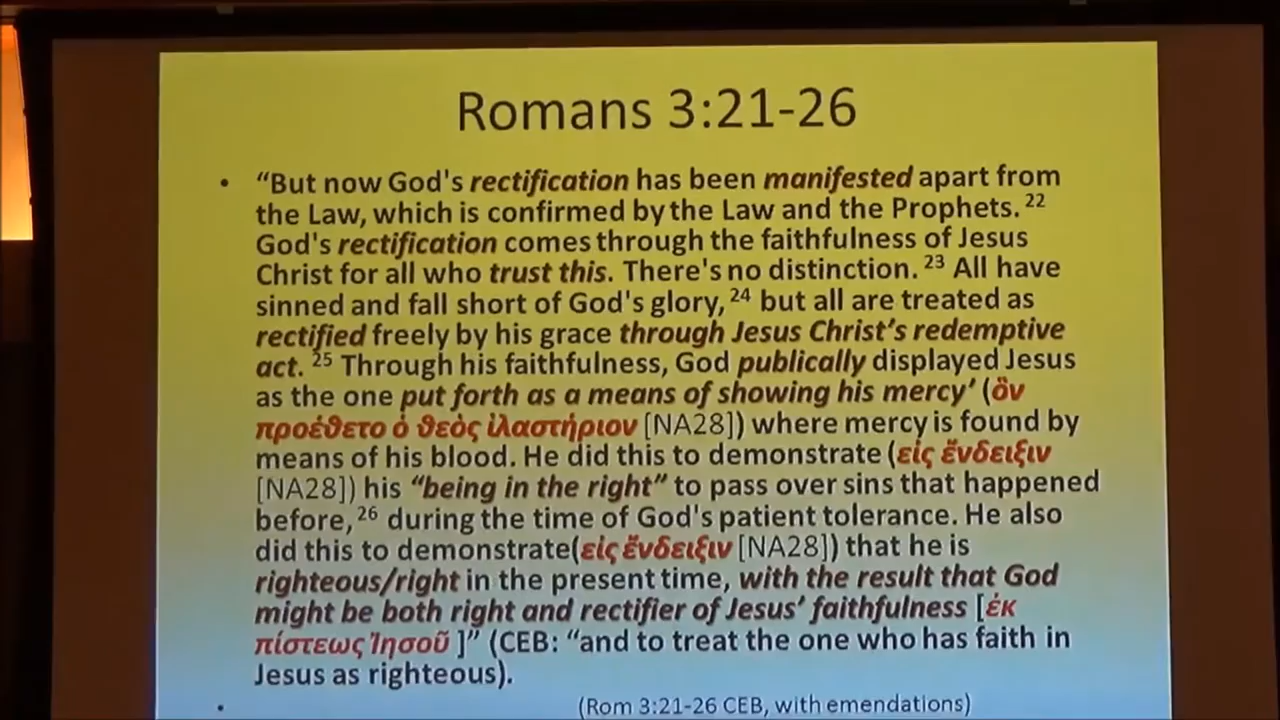 Romans 3:21-26
• “But now God's rectification has been manifested apart from
the Law, which is confirmed by the Law and the Prophets. ²²
God's rectification comes through the faithfulness of Jesus
Christ for all who trust this. There's no distinction. ²³ All have
sinned and fall short of God's glory, ²⁴ but all are treated as
rectified freely by his grace through Jesus Christ’s redemptive
act. ²⁵ Through his faithfulness, God publically displayed Jesus
as the one put forth as a means of showing his mercy’ (ὃν
προέθετο ὁ θεὸς ἱλαστήριον [NA28]) where mercy is found by
means of his blood. He did this to demonstrate (εἰς ἔνδειξιν
[NA28]) his “being in the right” to pass over sins that happened
before, ²⁶ during the time of God's patient tolerance. He also
did this to demonstrate(εἰς ἔνδειξιν [NA28]) that he is
righteous/right in the present time, with the result that God
might be both right and rectifier of Jesus’ faithfulness [ἐκ
πίστεως Ἰησοῦ ]” (CEB: “and to treat the one who has faith in
Jesus as righteous).
• (Rom 3:21-26 CEB, with emendations)